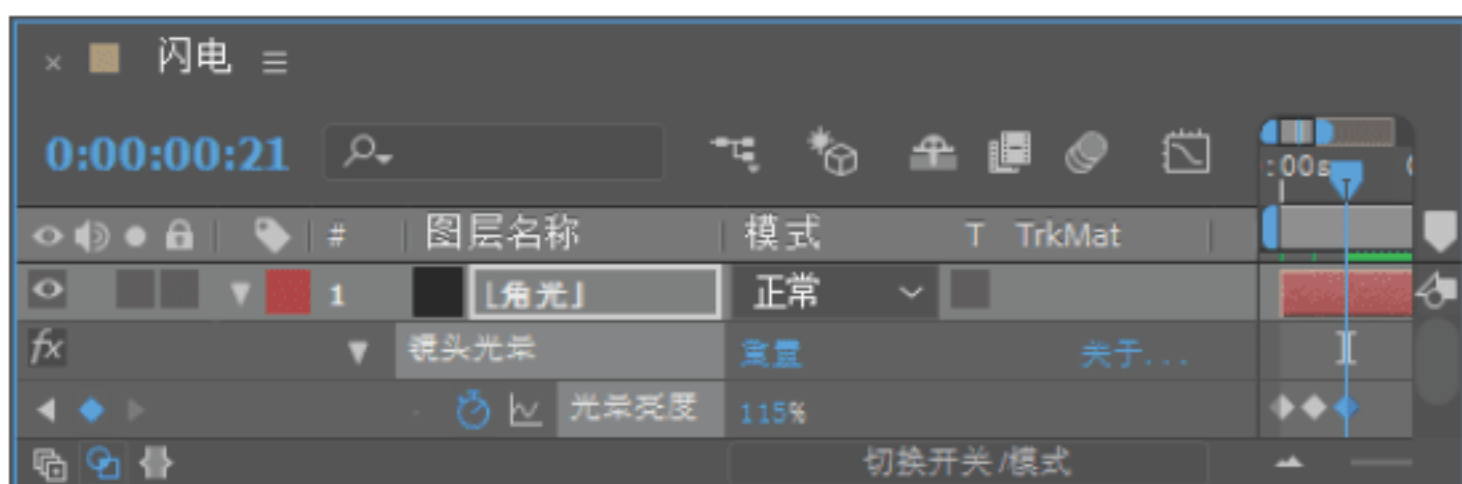 闪电
0:00:00:21
:00s
# 图层名称 模式 T TrkMat
1 [角光] 正常
fx 镜头光晕 重置 关于...
光晕亮度 115%
切换开关/模式